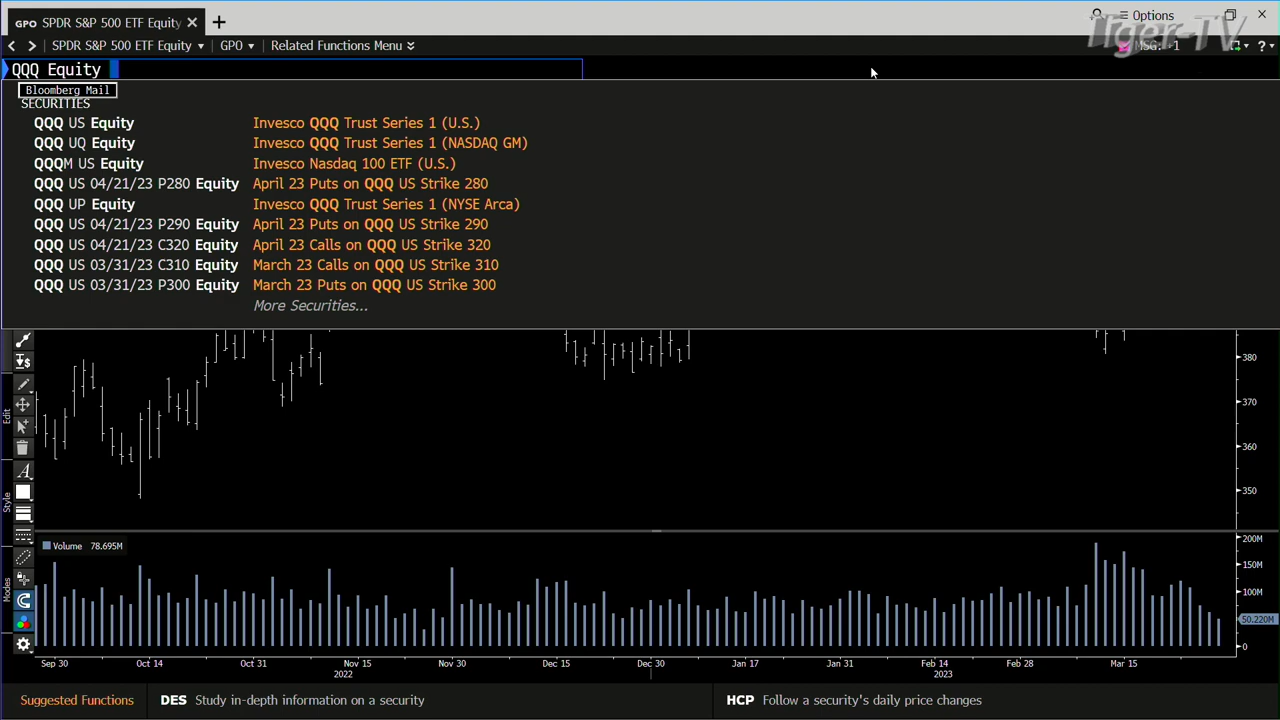 GPO SPDR S&P 500 ETF Equity
Options
Tiger-TV
SPDR S&P 500 ETF Equity GPO Related Functions Menu
MSG: +1
?
QQQ Equity
Bloomberg Mail
SECURITIES
QQQ US Equity Invesco QQQ Trust Series 1 (U.S.)
QQQ UQ Equity Invesco QQQ Trust Series 1 (NASDAQ GM)
QQQM US Equity Invesco Nasdaq 100 ETF (U.S.)
QQQ US 04/21/23 P280 Equity April 23 Puts on QQQ US Strike 280
QQQ UP Equity Invesco QQQ Trust Series 1 (NYSE Arca)
QQQ US 04/21/23 P290 Equity April 23 Puts on QQQ US Strike 290
QQQ US 04/21/23 C320 Equity April 23 Calls on QQQ US Strike 320
QQQ US 03/31/23 C310 Equity March 23 Calls on QQQ US Strike 310
QQQ US 03/31/23 P300 Equity March 23 Puts on QQQ US Strike 300
More Securities...
380
370
360
350
Edit
Style
Modes
A
Volume 78.695M
200M
150M
100M
50.220M
0
Sep 30 Oct 14 Oct 31 Nov 15 Nov 30 Dec 15 Dec 30 Jan 17 Jan 31 Feb 14 Feb 28 Mar 15
2022 2023
Suggested Functions DES Study in-depth information on a security HCP Follow a security's daily price changes